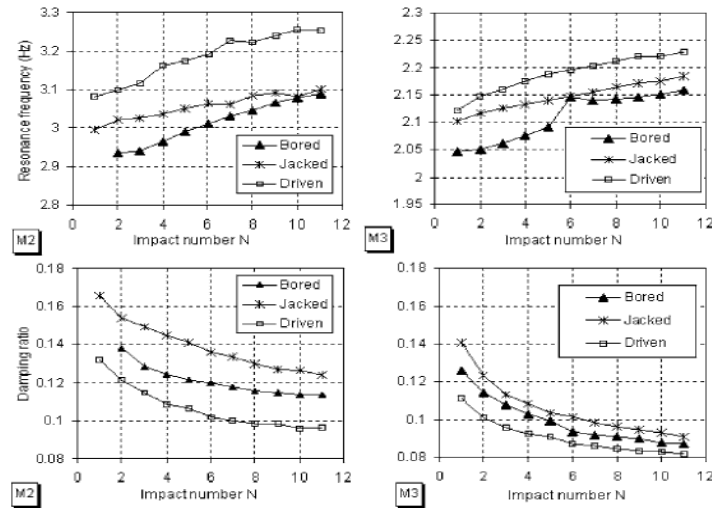 3.4
3.3
3.2
3.1
3
2.9
2.8
Resonance frequency (Hz)
Bored
Jacked
Driven
0 2 4 6 8 10 12
M2
Impact number N
2.3
2.25
2.2
2.15
2.1
2.05
2
1.95
Bored
Jacked
Driven
0 2 4 6 8 10 12
M3
Impact number N
0.18
0.16
0.14
0.12
0.1
0.08
Damping ratio
Bored
Jacked
Driven
0 2 4 6 8 10 12
M2
Impact number N
0.18
0.16
0.14
0.12
0.1
0.08
Bored
Jacked
Driven
0 2 4 6 8 10 12
M3
Impact number N